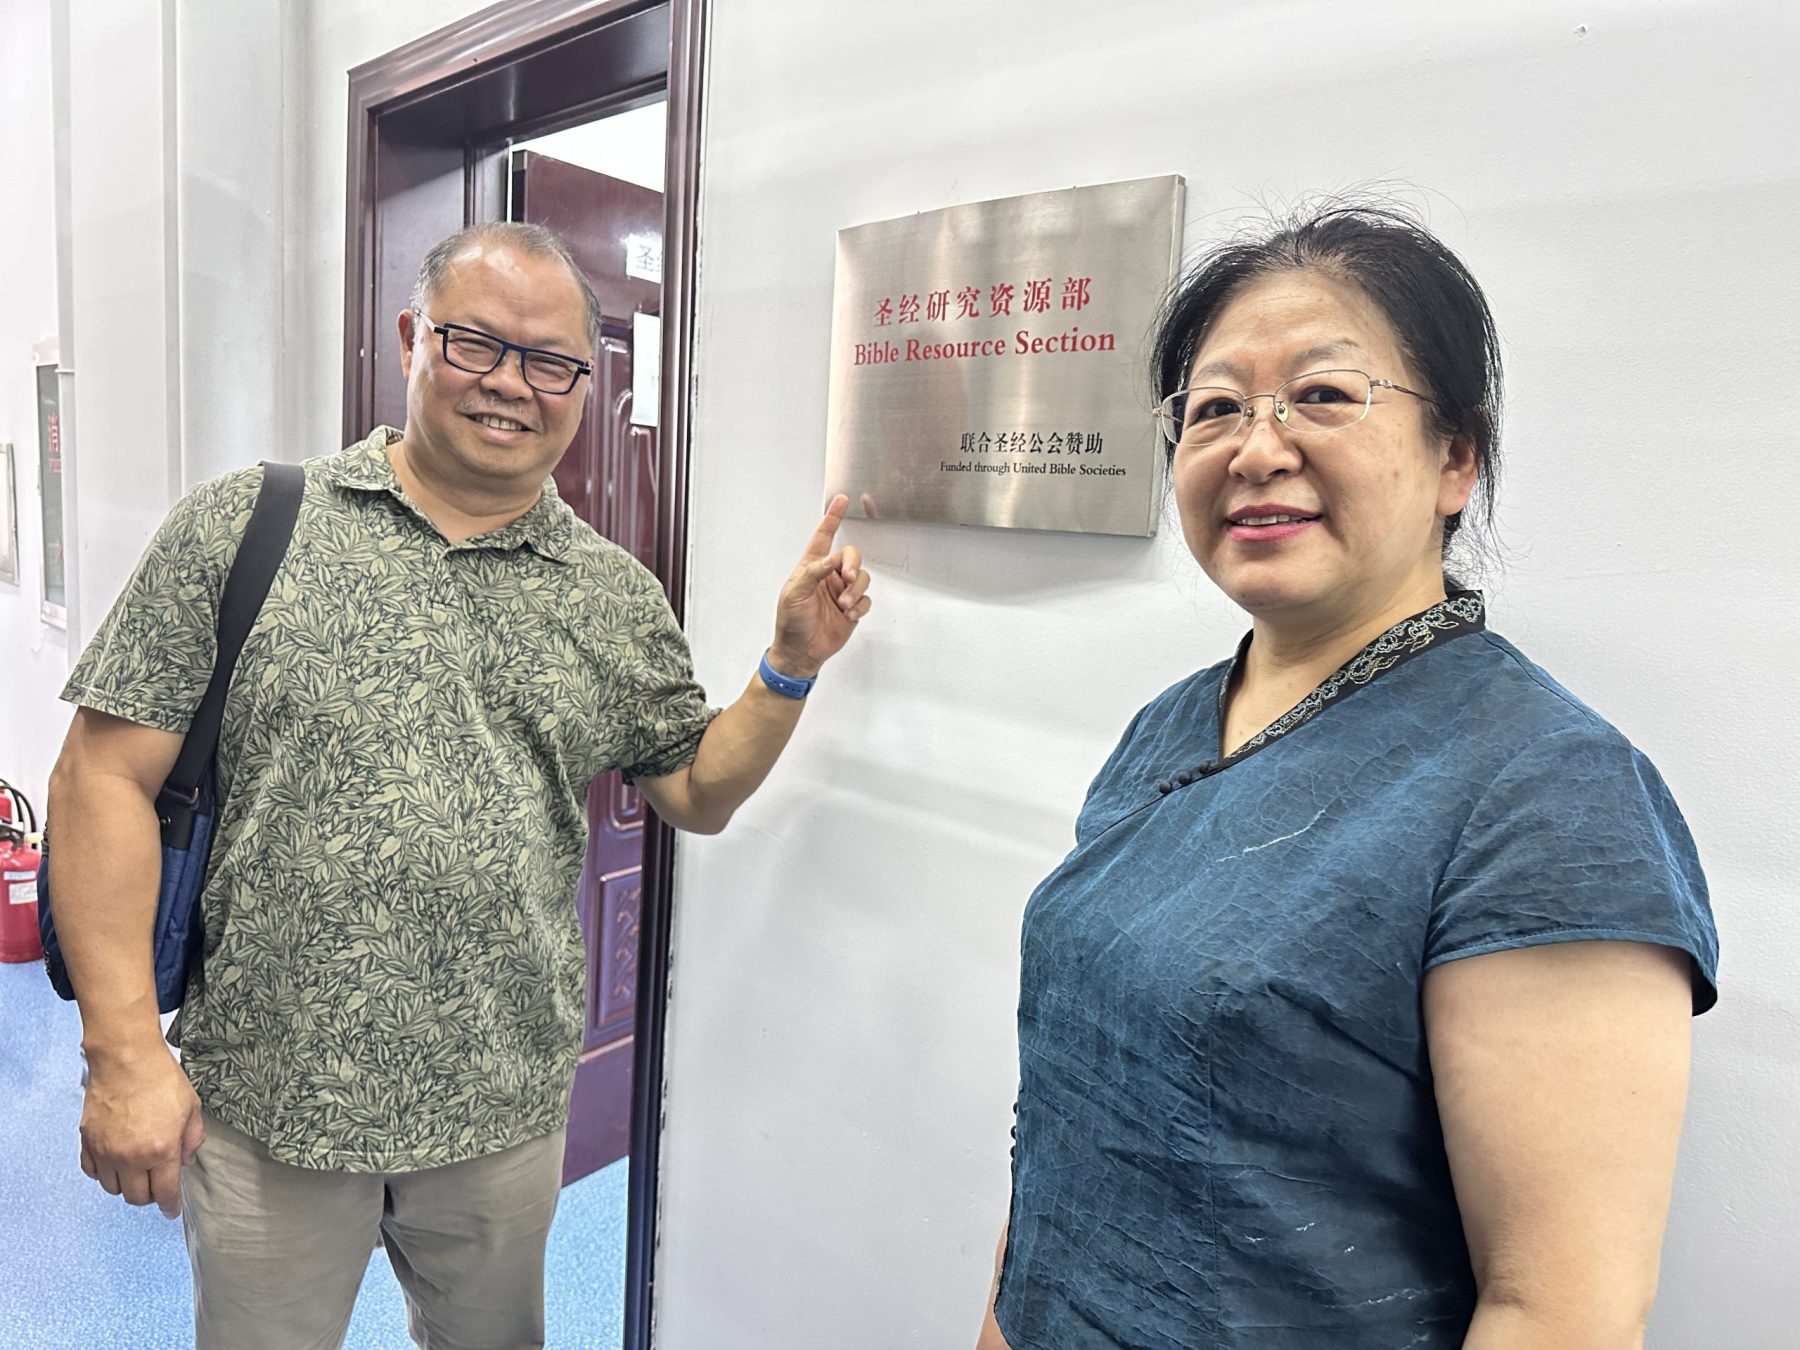 圣经研究资源部
Bible Resource Section
联合圣经公会赞助
Funded through United Bible Societies
圣